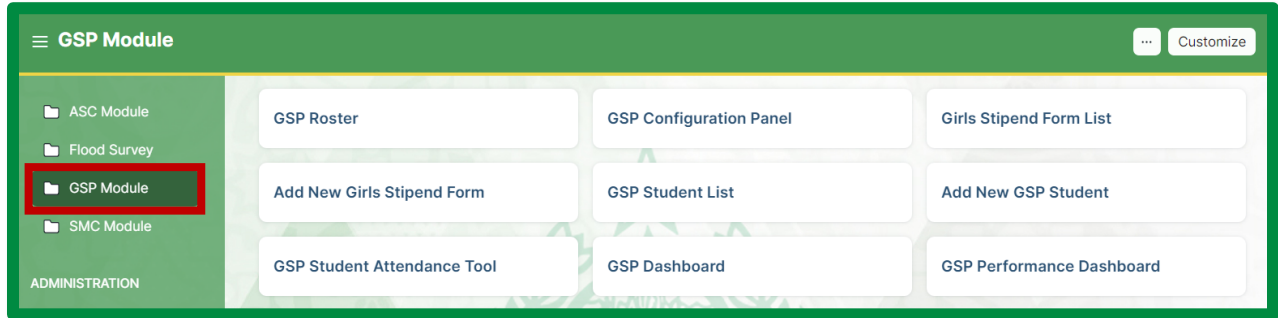 GSP Module
... Customize
ASC Module
Flood Survey
GSP Module
SMC Module
ADMINISTRATION
GSP Roster GSP Configuration Panel Girls Stipend Form List
Add New Girls Stipend Form GSP Student List Add New GSP Student
GSP Student Attendance Tool GSP Dashboard GSP Performance Dashboard